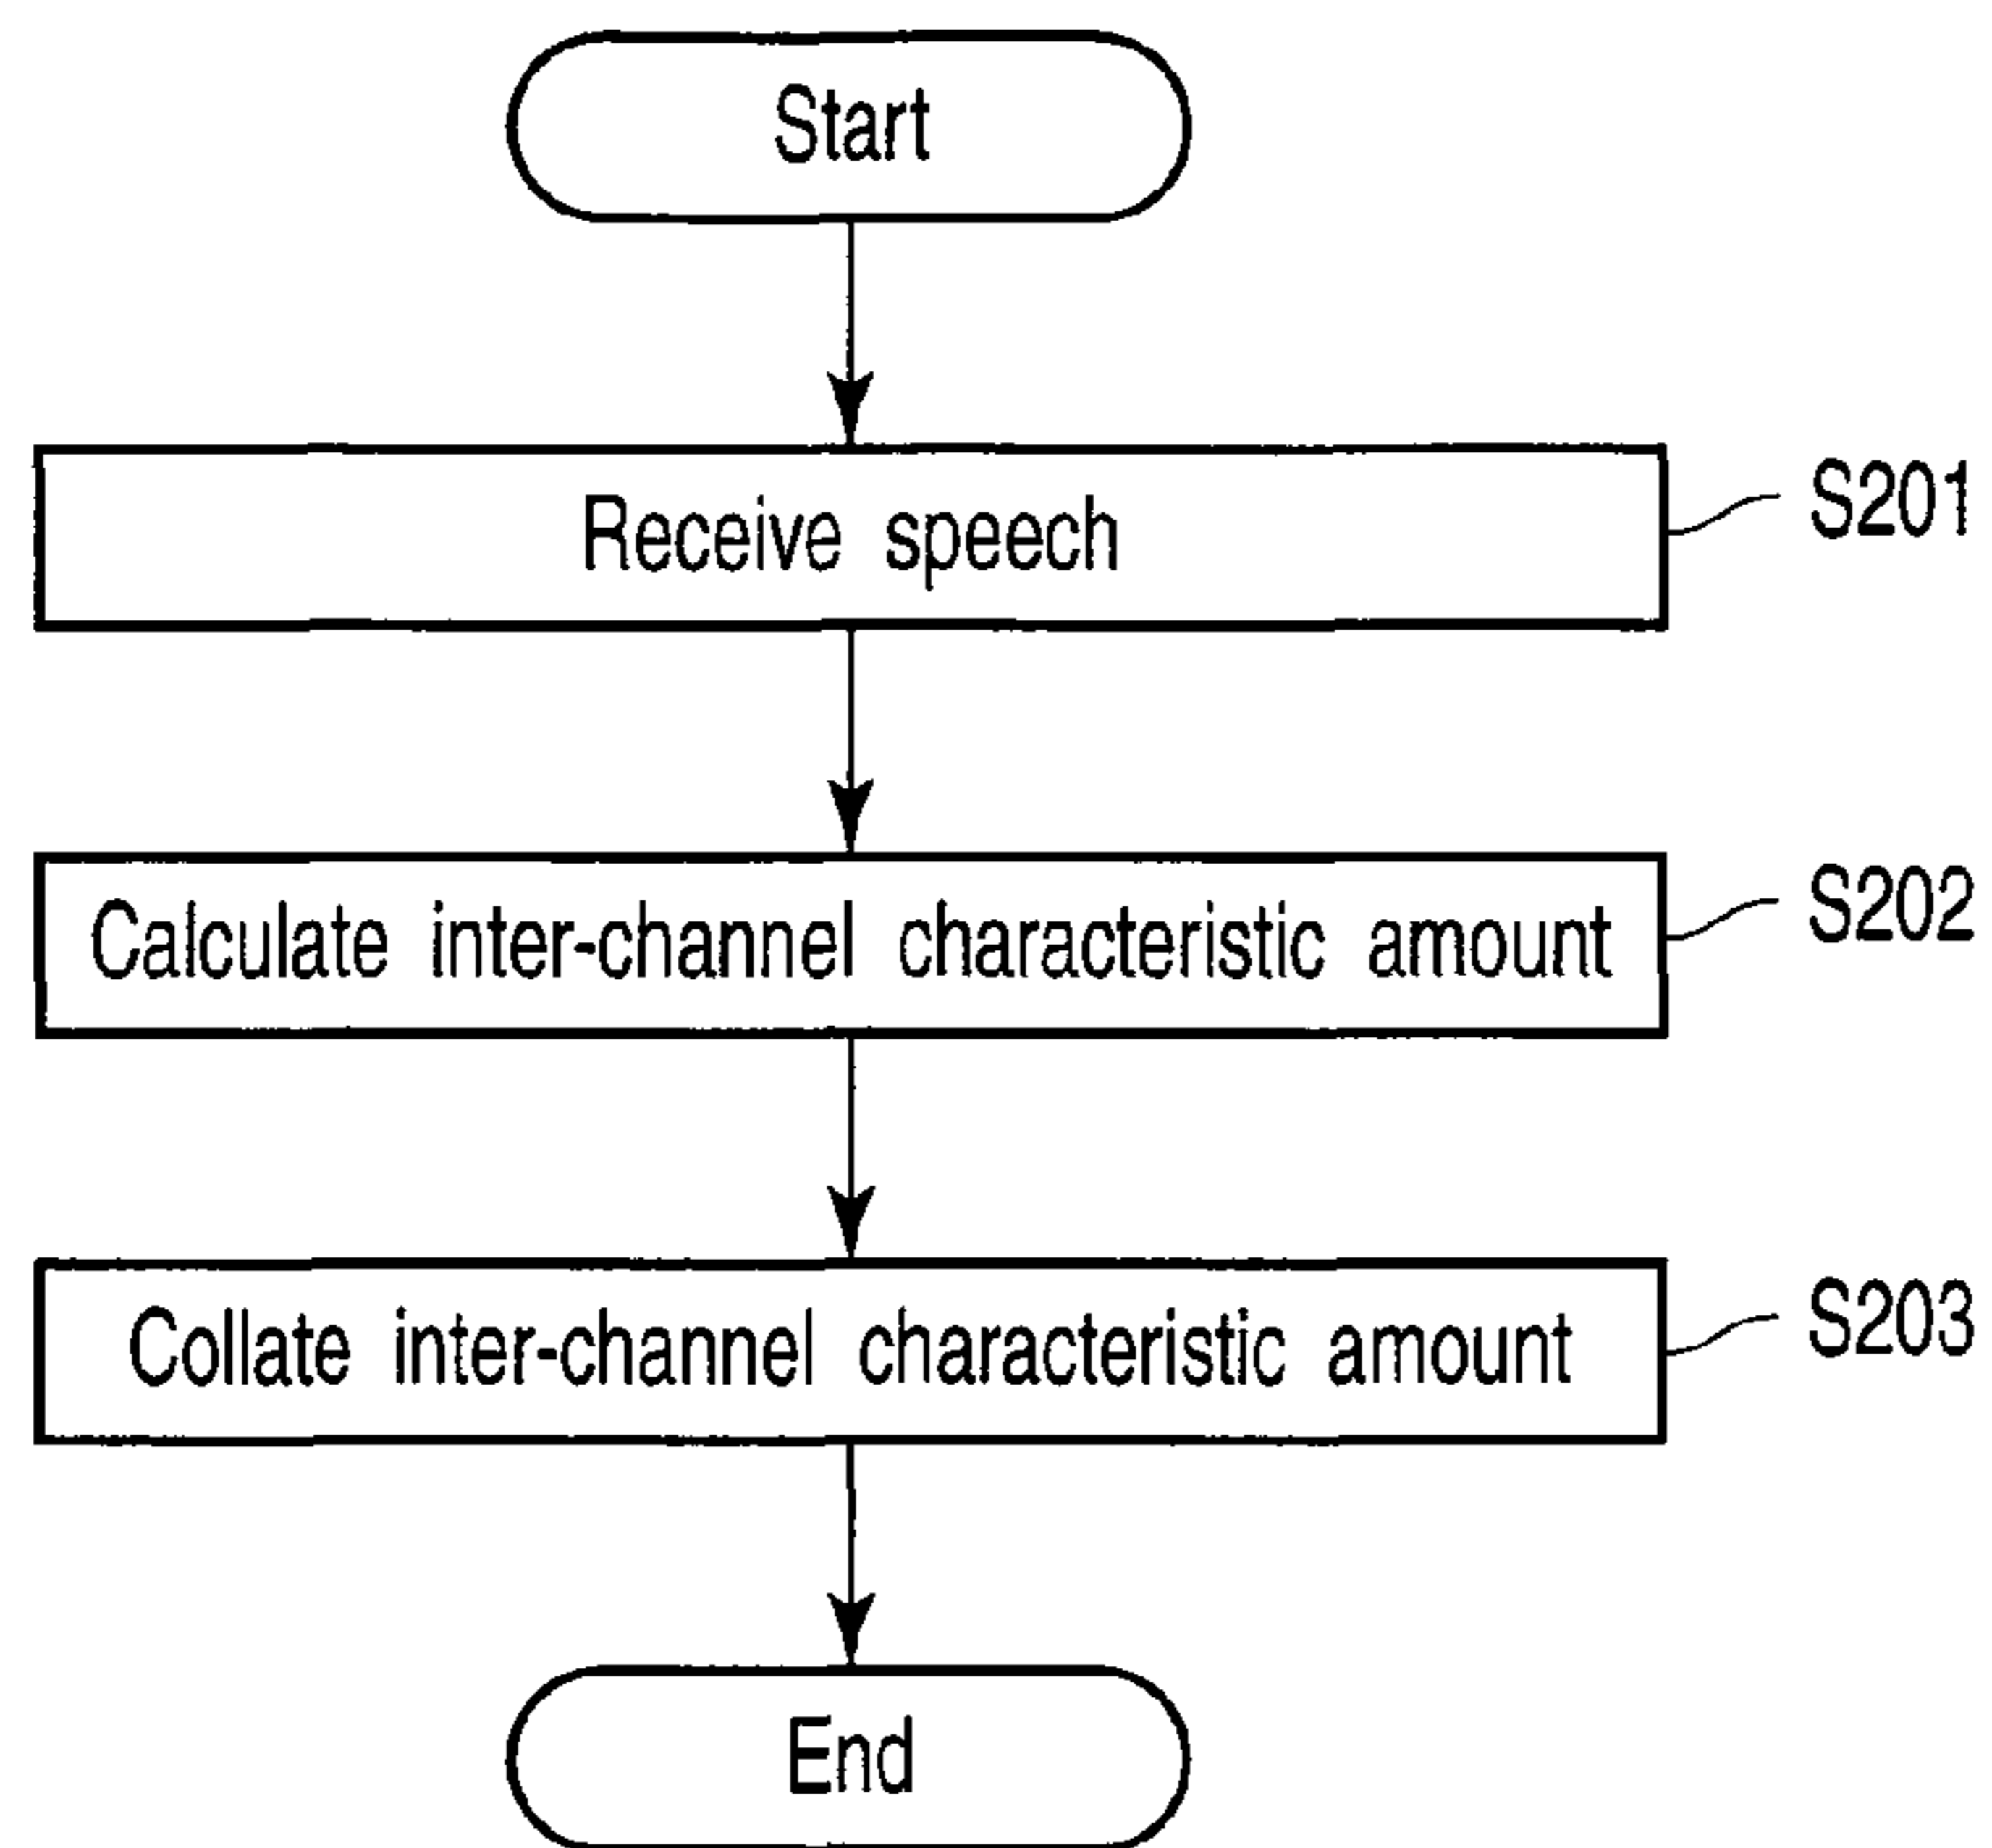 Start
Receive speech
S201
Calculate inter-channel characteristic amount
S202
Collate inter-channel characteristic amount
S203
End